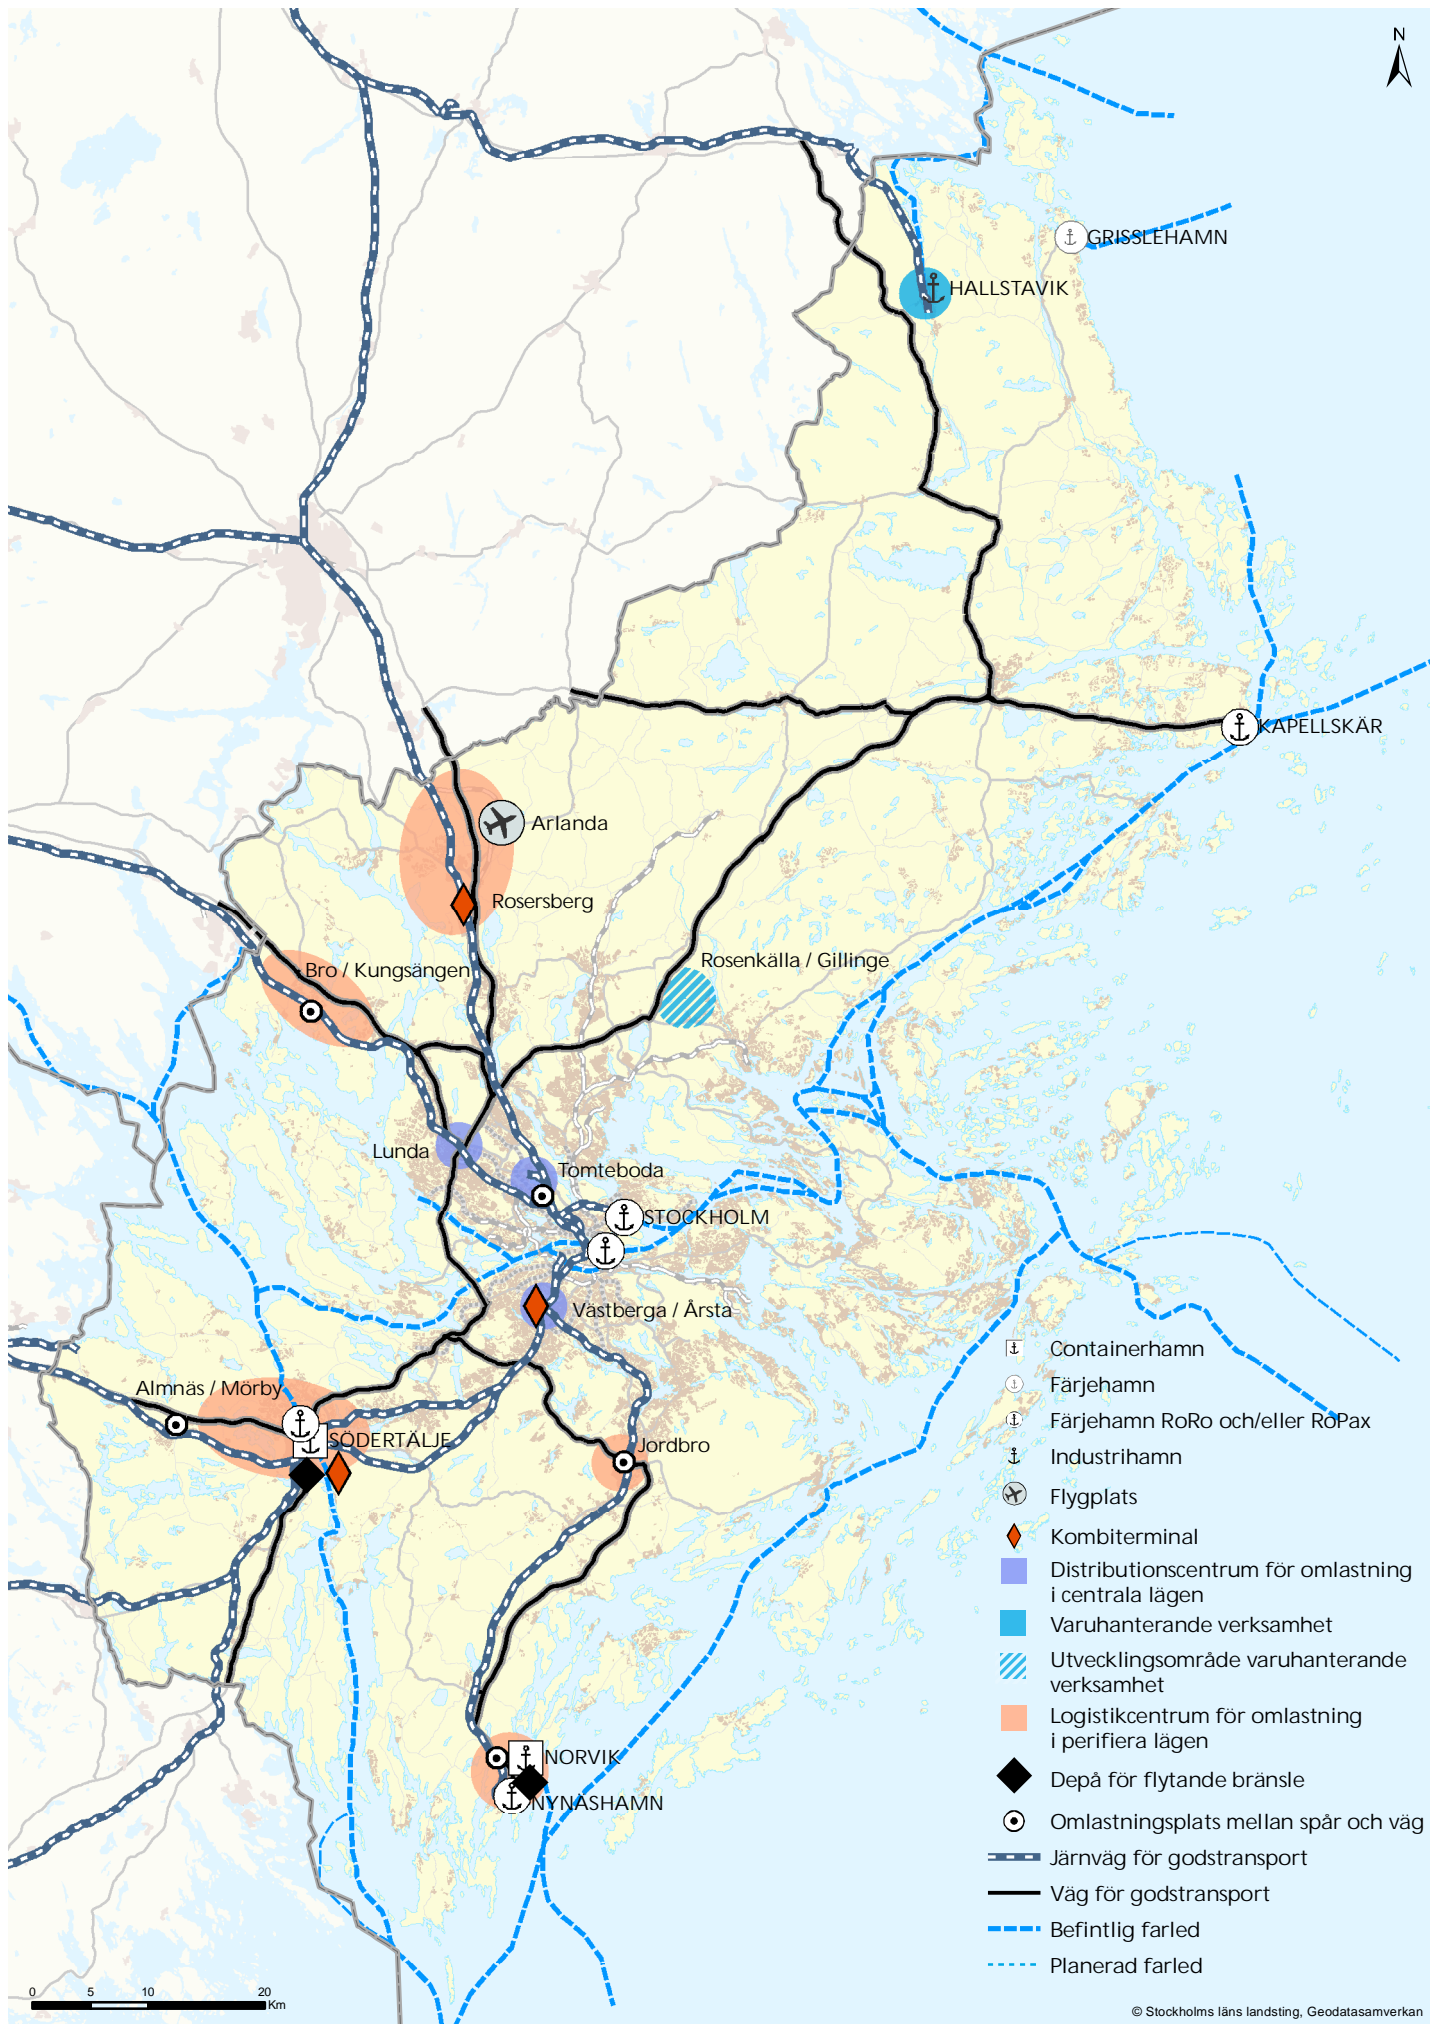 N
GRISSLEHAMN
HALLSTAVIK
KAPELLSKÄR
Arlanda
Rosersberg
Rosenkälla / Gillinge
Bro / Kungsängen
Lunda
Tomteboda
STOCKHOLM
Västberga / Årsta
Almnäs / Mörby
SÖDERTÄLJE
Jordbro
NORVIK
NYNÄSHAMN
Containerhamn
Färjehamn
Färjehamn RoRo och/eller RoPax
Industrihamn
Flygplats
Kombiterminal
Distributionscentrum för omlastning
i centrala lägen
Varuhanterande verksamhet
Utvecklingsområde varuhanterande
verksamhet
Logistikcentrum för omlastning
i perifiera lägen
Depå för flytande bränsle
Omlastningsplats mellan spår och väg
Järnväg för godstransport
Väg för godstransport
Befintlig farled
Planerad farled
0 5 10 20
Km
© Stockholms läns landsting, Geodatasamverkan